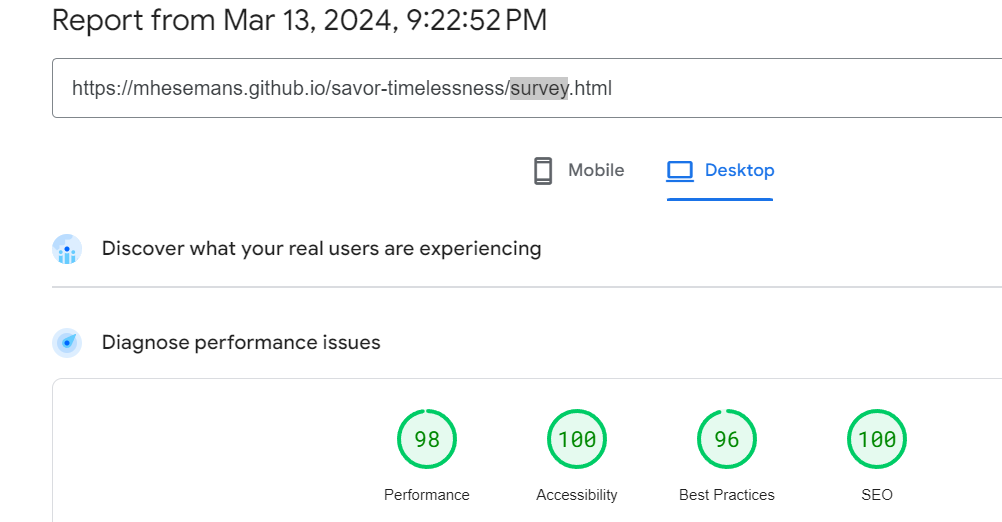 Report from Mar 13, 2024, 9:22:52 PM
https://mhesemans.github.io/savor-timelessness/survey.html
Mobile
Desktop
Discover what your real users are experiencing
Diagnose performance issues
98
100
96
100
Performance
Accessibility
Best Practices
SEO